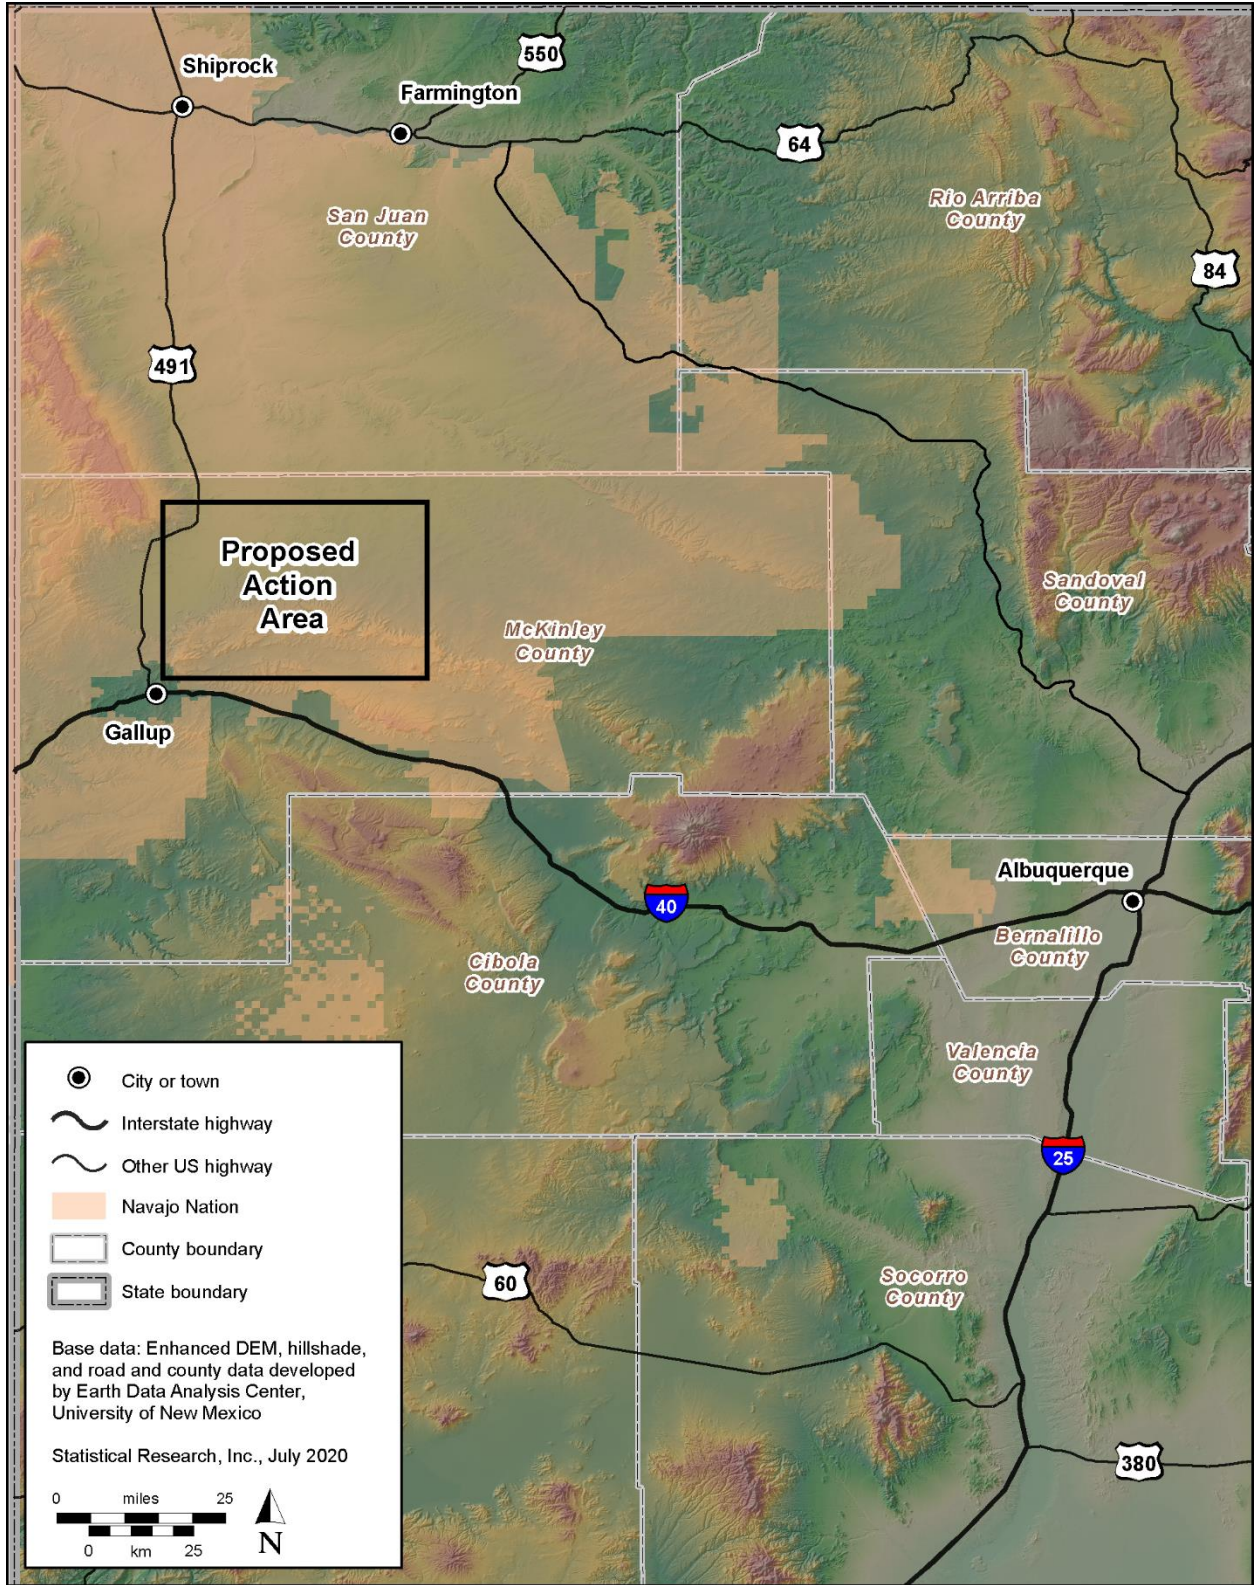 550
Shiprock
Farmington
64
San Juan
County
Rio Arriba
County
84
491
Proposed
Action
Area
McKinley
County
Sandoval
County
Gallup
Albuquerque
40
Bernalillo
County
Cibola
County
Valencia
County
25
60
Socorro
County
380
City or town
Interstate highway
Other US highway
Navajo Nation
County boundary
State boundary
Base data: Enhanced DEM, hillshade,
and road and county data developed
by Earth Data Analysis Center,
University of New Mexico
Statistical Research, Inc., July 2020
0 miles 25
0 km 25
N